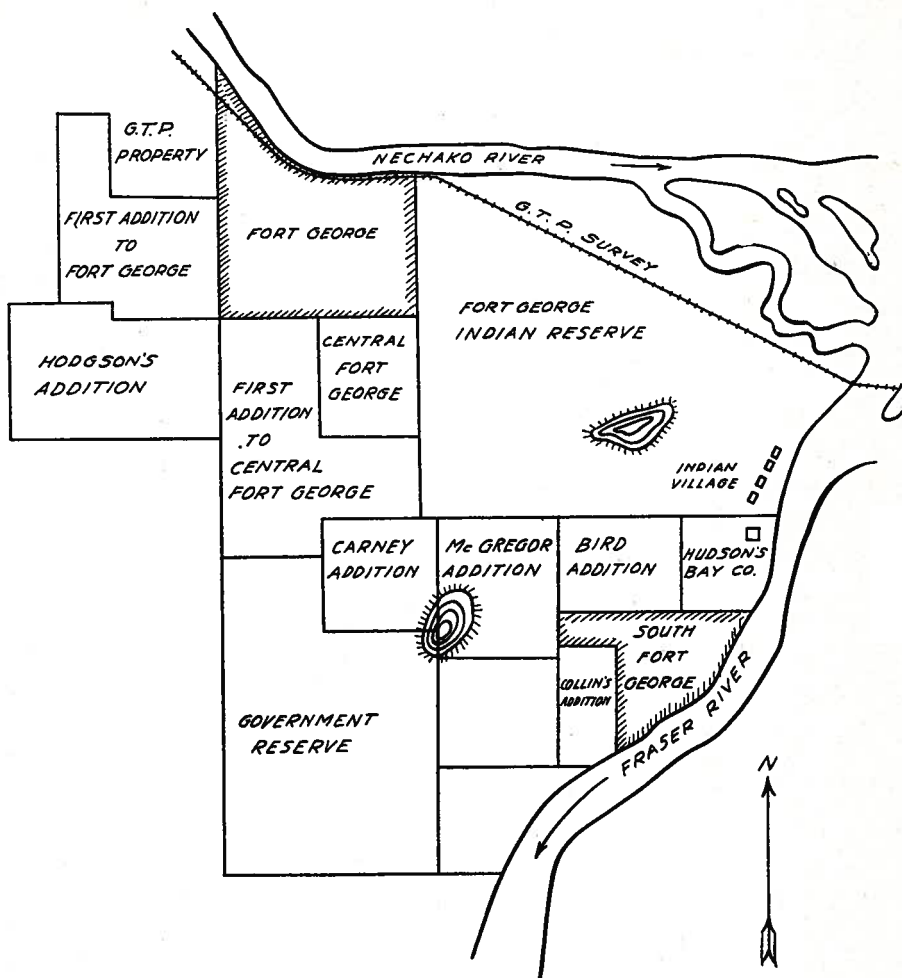 G.T.P.
PROPERTY
NECHAKO RIVER
FIRST ADDITION
TO
FORT GEORGE
FORT GEORGE
G.T.P. SURVEY
FORT GEORGE
INDIAN RESERVE
HODGSON'S
ADDITION
CENTRAL
FORT
GEORGE
FIRST
ADDITION
TO
CENTRAL
FORT GEORGE
INDIAN
VILLAGE
CARNEY
ADDITION
Mc GREGOR
ADDITION
BIRD
ADDITION
HUDSON'S
BAY CO.
SOUTH
FORT
GEORGE
COLLIN'S
ADDITION
GOVERNMENT
RESERVE
FRASER RIVER
N